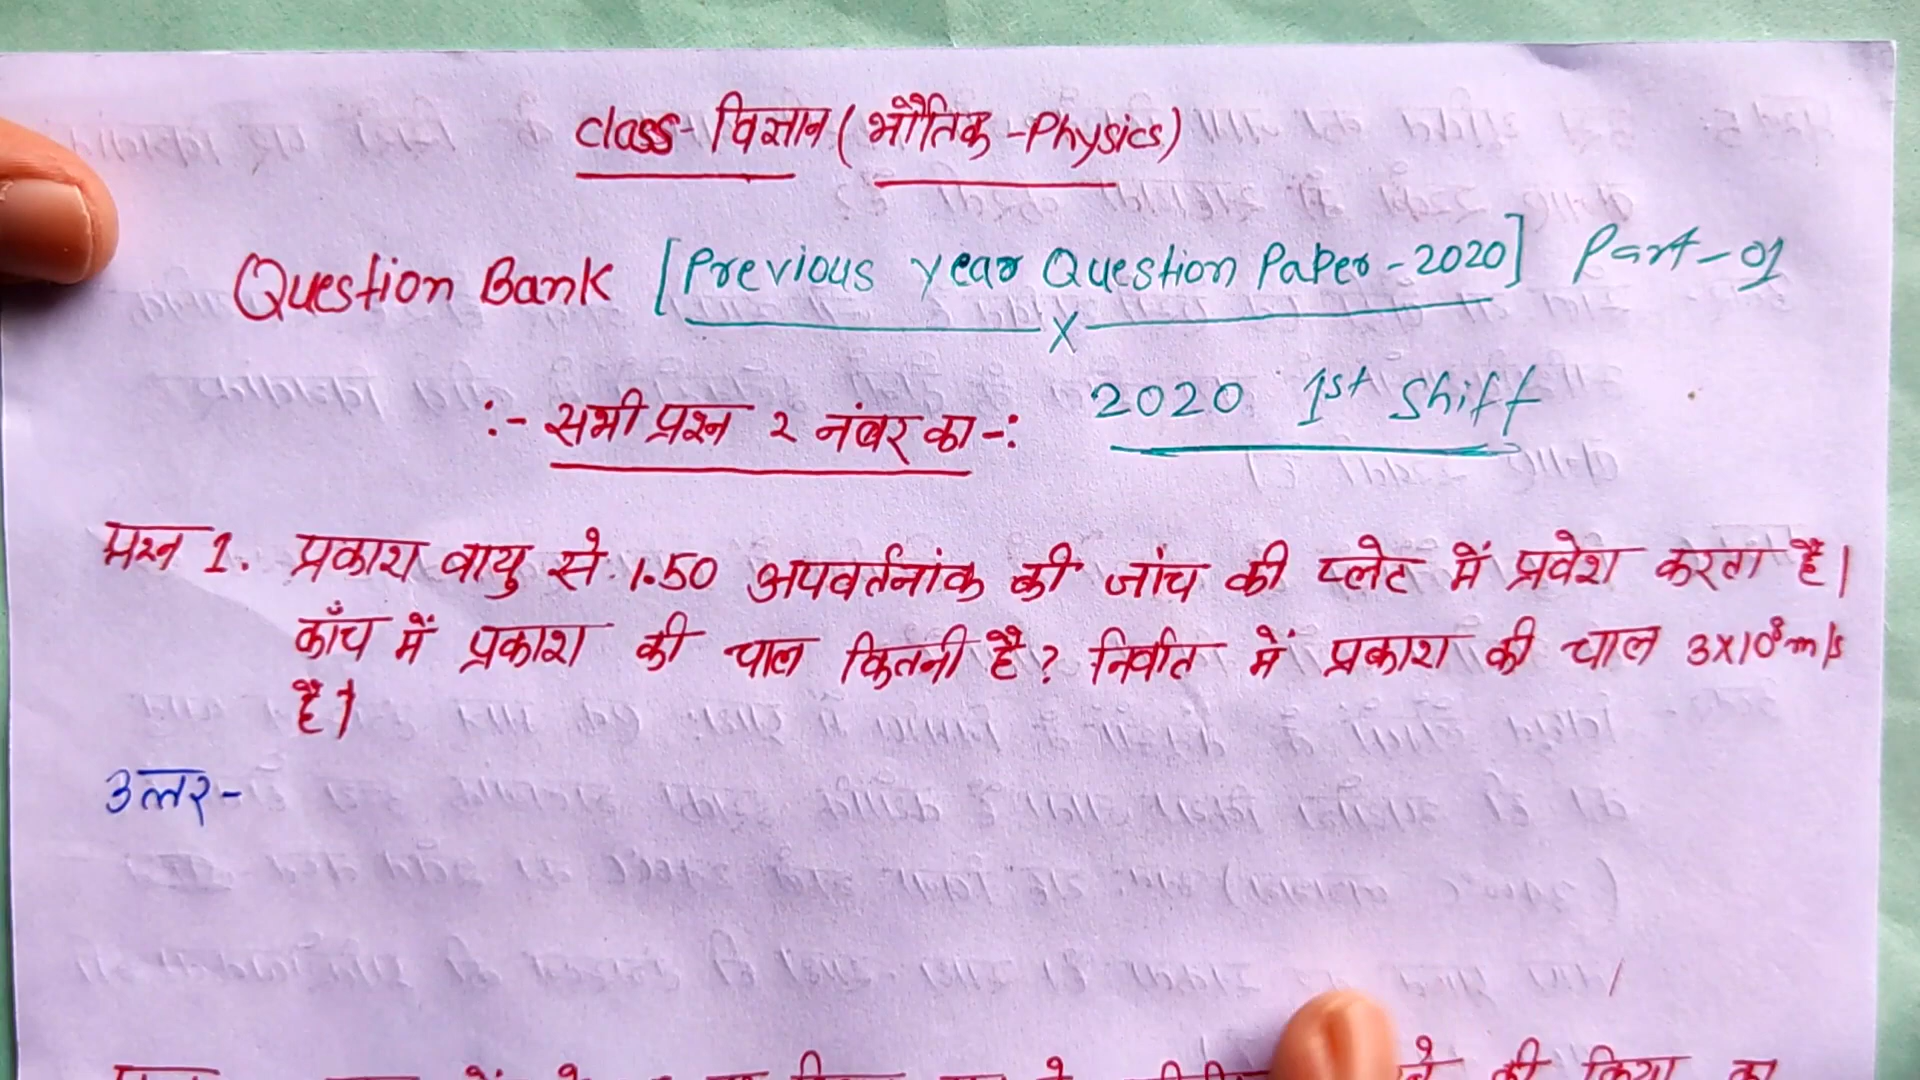 class- विज्ञान ( भौतिक -Physics)
Question Bank [Previous year Question Paper -2020] Part-01
x
:- सभी प्रश्न 2 नंबर का -: 2020 1st Shift
प्रश्न 1. प्रकाश वायु से 1.50 अपवर्तनांक की जांच की प्लेट में प्रवेश करता है।
काँच में प्रकाश की चाल कितनी है? निर्वात में प्रकाश की चाल 3x10⁸m/s
है।
उत्तर-
की क्रिया का